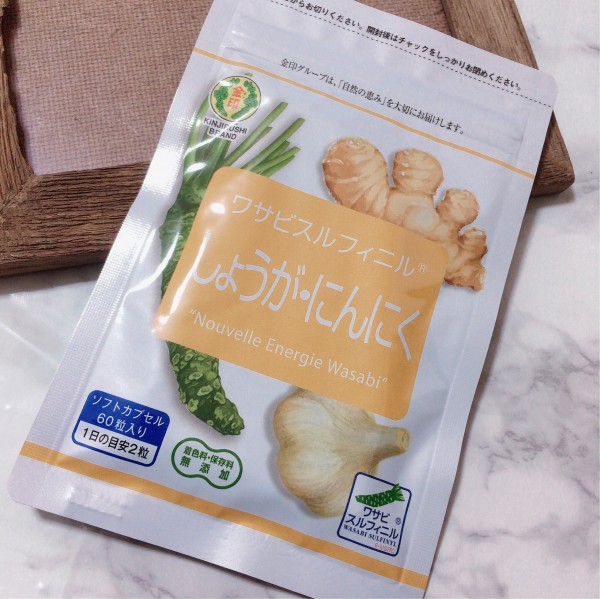 からお切りください。開封後はチャックをしっかりお閉めください。
金印グループは、「自然の恵み」を大切にお届けします。
金印
KINJIRUSHI
BRAND
ワサビスルフィニル®
しょうが・にんにく
"Nouvelle Energie Wasabi"
ソフトカプセル
60粒入り
1日の目安2粒
着色料・保存料
無添加
ワサビ
スルフィニル®
WASABI SULFINYL